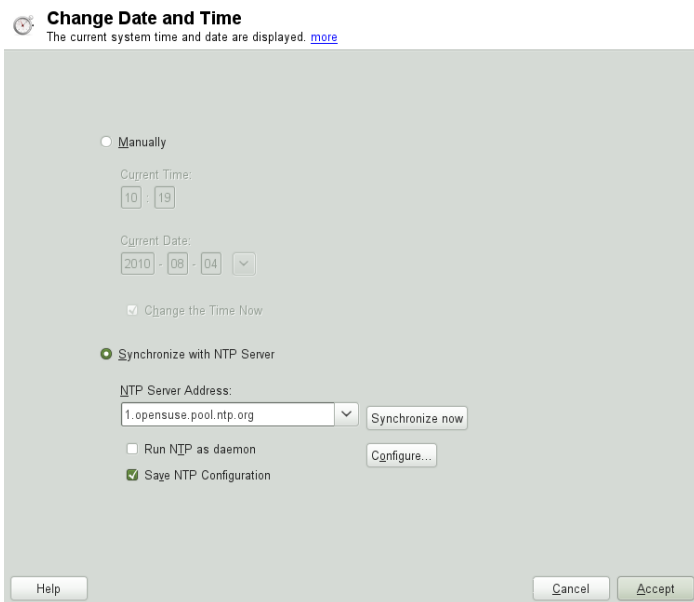 Change Date and Time
The current system time and date are displayed. more
Manually
Current Time:
10 : 19
Current Date:
2010 - 08 - 04
Change the Time Now
Synchronize with NTP Server
NTP Server Address:
1.opensuse.pool.ntp.org
Synchronize now
Run NTP as daemon
Configure...
Save NTP Configuration
Help
Cancel
Accept